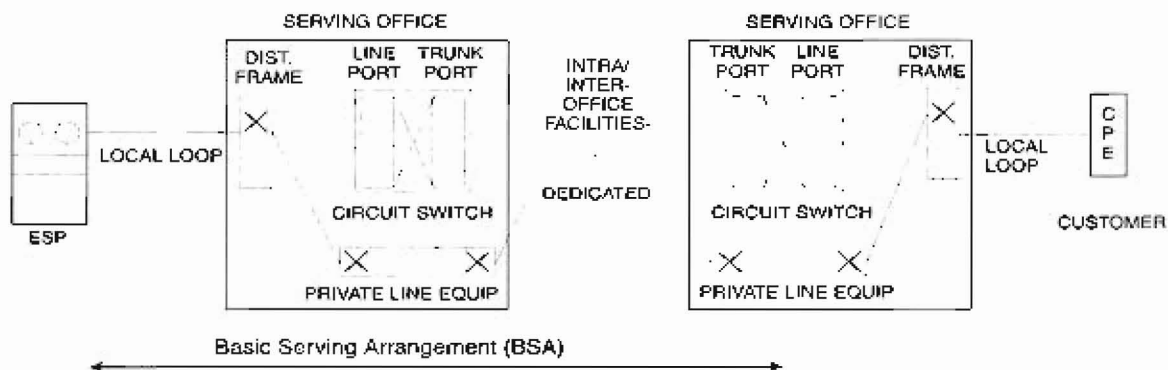 SERVING OFFICE
DIST.
FRAME
LINE
PORT
TRUNK
PORT
LOCAL LOOP
ESP
CIRCUIT SWITCH
PRIVATE LINE EQUIP
INTRA/
INTER-
OFFICE
FACILITIES-
DEDICATED
SERVING OFFICE
TRUNK
PORT
LINE
PORT
DIST.
FRAME
CIRCUIT SWITCH
PRIVATE LINE EQUIP
LOCAL
LOOP
C
P
E
CUSTOMER
Basic Serving Arrangement (BSA)